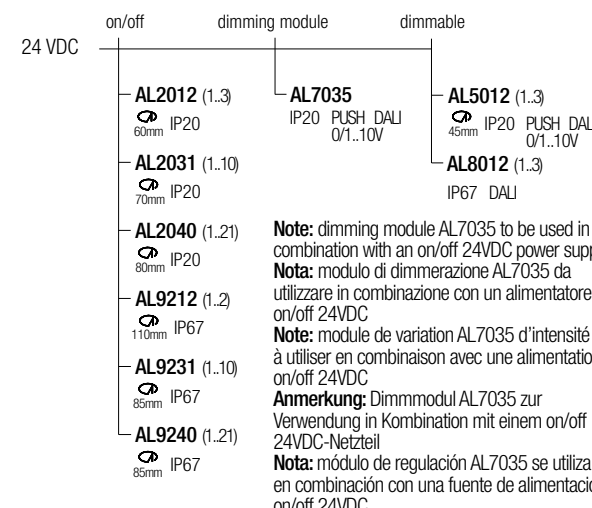 on/off dimming module dimmable
24 VDC
AL2012 (1..3)
60mm IP20
AL2031 (1..10)
70mm IP20
AL2040 (1..21)
80mm IP20
AL9212 (1..2)
110mm IP67
AL9231 (1..10)
85mm IP67
AL9240 (1..21)
85mm IP67
AL7035
IP20 PUSH DALI
0/1..10V
AL5012 (1..3)
45mm IP20 PUSH DAL
0/1..10V
AL8012 (1..3)
IP67 DALI
Note: dimming module AL7035 to be used in
combination with an on/off 24VDC power supp
Nota: modulo di dimmerazione AL7035 da
utilizzare in combinazione con un alimentatore
on/off 24VDC
Note: module de variation AL7035 d'intensité
à utiliser en combinaison avec une alimentatio
on/off 24VDC
Anmerkung: Dimmmodul AL7035 zur
Verwendung in Kombination mit einem on/off
24VDC-Netzteil
Nota: módulo de regulación AL7035 se utiliza
en combinación con una fuente de alimentació
on/off 24VDC